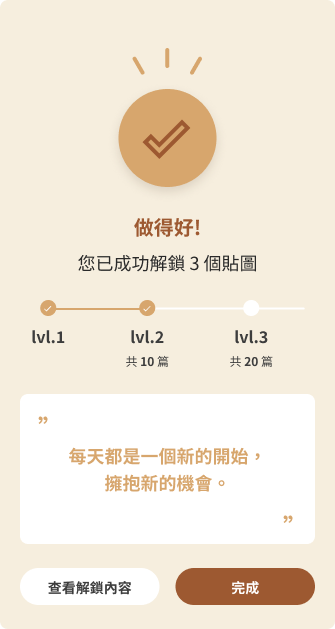 做得好!
您已成功解鎖 3 個貼圖
lvl.1 lvl.2 lvl.3
共 10 篇 共 20 篇
”
每天都是一個新的開始，
擁抱新的機會。
”
查看解鎖內容 完成